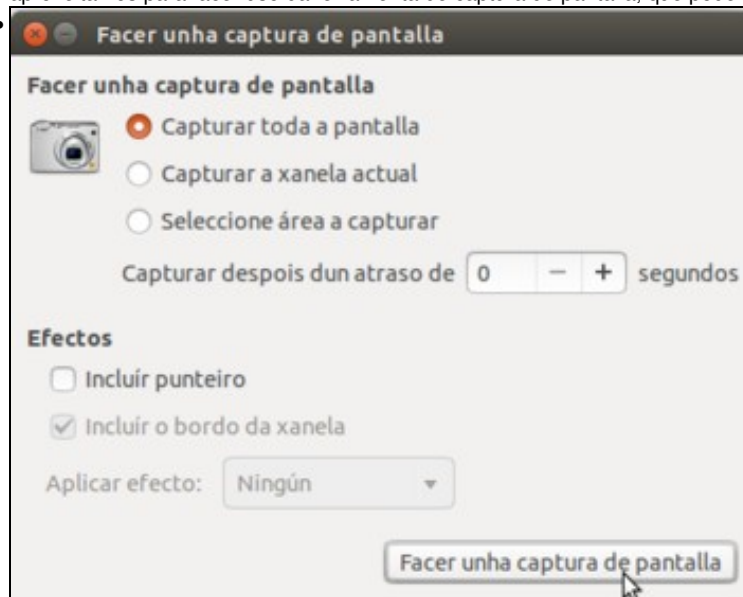 Facer unha captura de pantalla
Facer unha captura de pantalla
Capturar toda a pantalla
Capturar a xanela actual
Seleccione área a capturar
Capturar despois dun atraso de 0 − + segundos
Efectos
Incluír punteiro
Incluír o bordo da xanela
Aplicar efecto: Ningún
Facer unha captura de pantalla